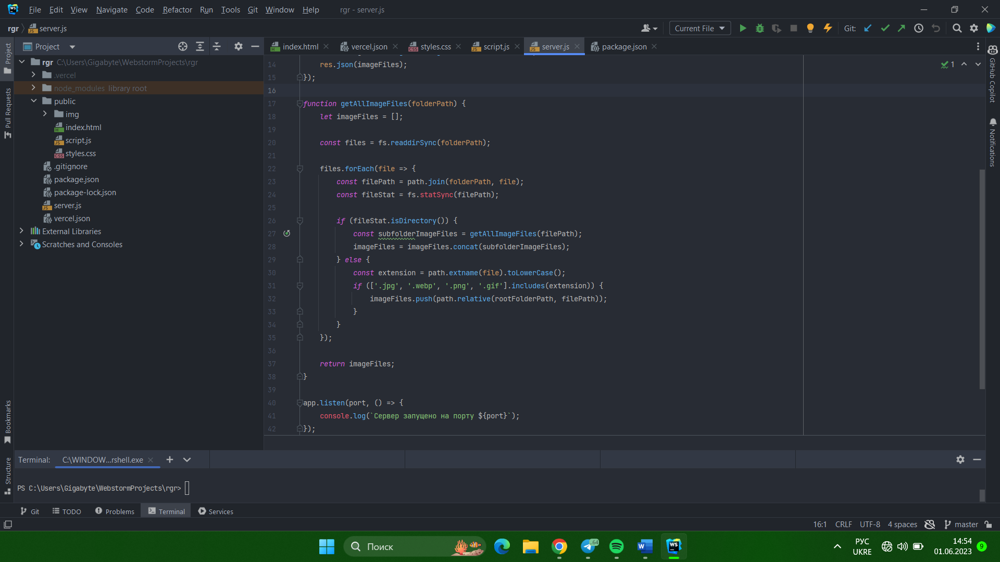 File Edit View Navigate Code Refactor Run Tools Git Window Help rgr - server.js
rgr server.js
Current File
Git:
Project
index.html
vercel.json
styles.css
script.js
server.js
package.json
Project
Pull Requests
Bookmarks
Structure
rgr C:\Users\Gigabyte\WebstormProjects\rgr
.vercel
node_modules library root
public
img
index.html
script.js
styles.css
.gitignore
package.json
package-lock.json
server.js
vercel.json
External Libraries
Scratches and Consoles
14 res.json(imageFiles);
15 });
16
17 function getAllImageFiles(folderPath) {
18 let imageFiles = [];
19
20 const files = fs.readdirSync(folderPath);
21
22 files.forEach(file => {
23 const filePath = path.join(folderPath, file);
24 const fileStat = fs.statSync(filePath);
25
26 if (fileStat.isDirectory()) {
27 const subfolderImageFiles = getAllImageFiles(filePath);
28 imageFiles = imageFiles.concat(subfolderImageFiles);
29 } else {
30 const extension = path.extname(file).toLowerCase();
31 if (['.jpg', '.webp', '.png', '.gif'].includes(extension)) {
32 imageFiles.push(path.relative(rootFolderPath, filePath));
33 }
34 }
35 });
36
37 return imageFiles;
38 }
39
40 app.listen(port, () => {
41 console.log(`Сервер запущено на порту ${port}`);
42 });
1
GitHub Copilot
Notifications
Terminal: C:\WINDOW...rshell.exe
PS C:\Users\Gigabyte\WebstormProjects\rgr>
Git TODO Problems Terminal Services
16:1 CRLF UTF-8 4 spaces master
Поиск
..64
РУС
UKRE
14:54
01.06.2023
9